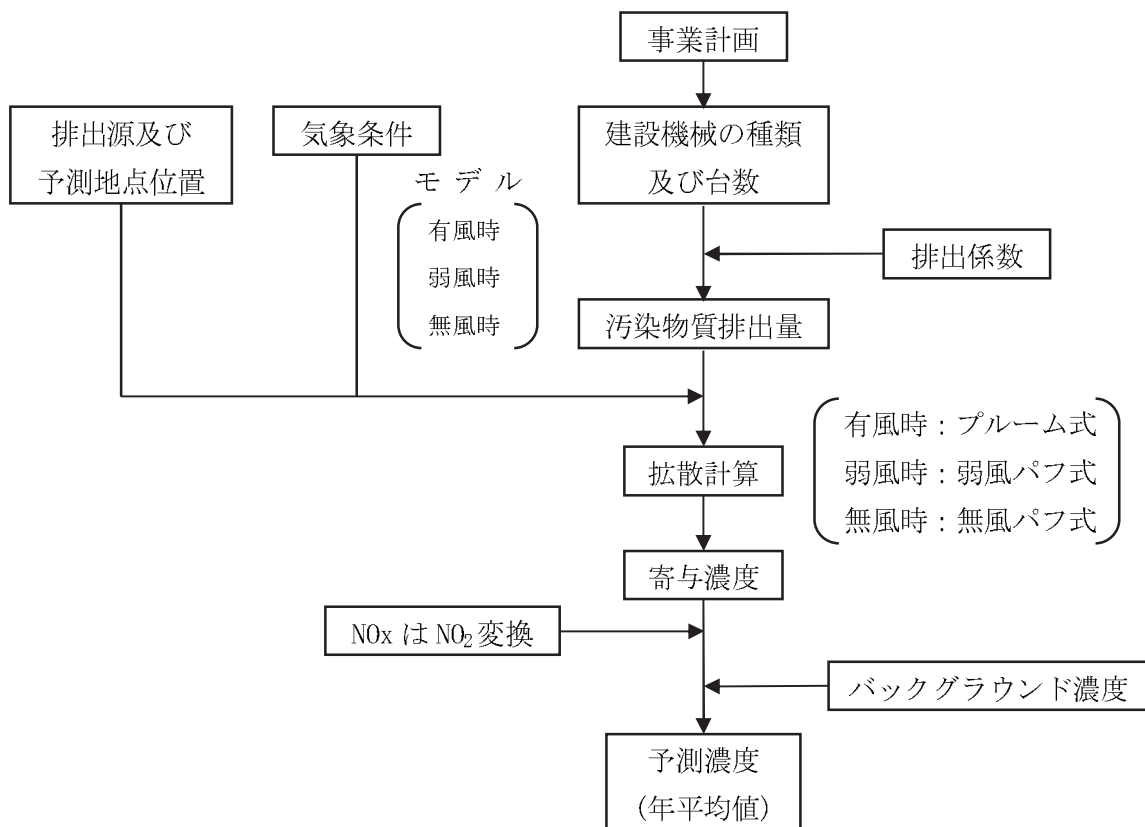 事業計画
排出源及び
予測地点位置
気象条件
建設機械の種類
及び台数
モデル
有風時
弱風時
無風時
排出係数
汚染物質排出量
有風時：プルーム式
弱風時：弱風パフ式
無風時：無風パフ式
拡散計算
寄与濃度
NOx は NO₂変換
バックグラウンド濃度
予測濃度
(年平均値)